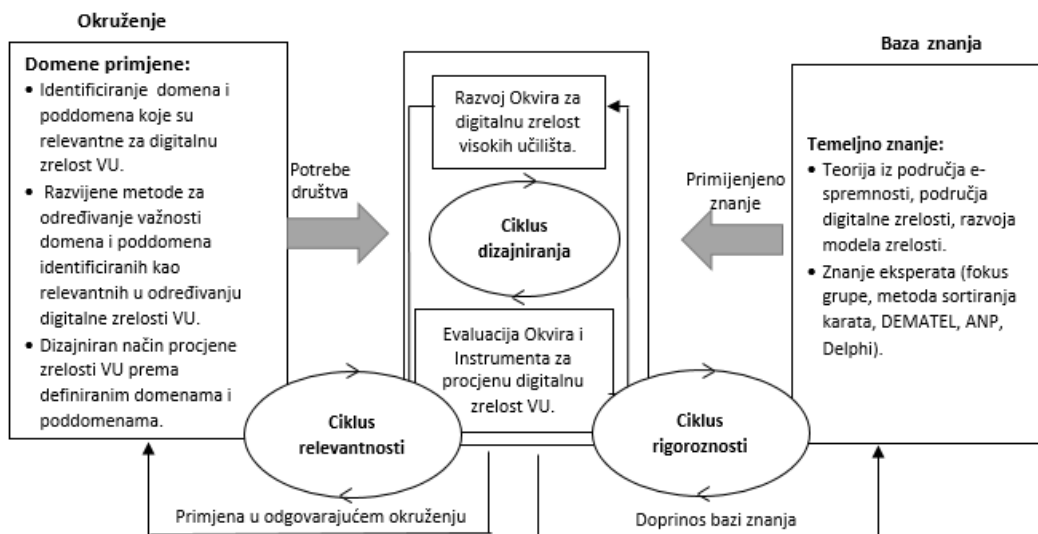 Okruženje
Domene primjene:
• Identificiranje domena i
poddomena koje su
relevantne za digitalnu
zrelost VU.
• Razvijene metode za
određivanje važnosti
domena i poddomena
identificiranih kao
relevantnih u određivanju
digitalne zrelosti VU.
• Dizajniran način procjene
zrelosti VU prema
definiranim domenama i
poddomenama.
Potrebe
društva
Razvoj Okvira za
digitalnu zrelost
visokih učilišta.
Ciklus
dizajniranja
Evaluacija Okvira i
Instrumenta za
procjenu digitalnu
zrelost VU.
Primijenjeno
znanje
Baza znanja
Temeljno znanje:
• Teorija iz područja e-
spremnosti, područja
digitalne zrelosti, razvoja
modela zrelosti.
• Znanje eksperata (fokus
grupe, metoda sortiranja
karata, DEMATEL, ANP,
Delphi).
Ciklus
relevantnosti
Ciklus
rigoroznosti
Primjena u odgovarajućem okruženju
Doprinos bazi znanja